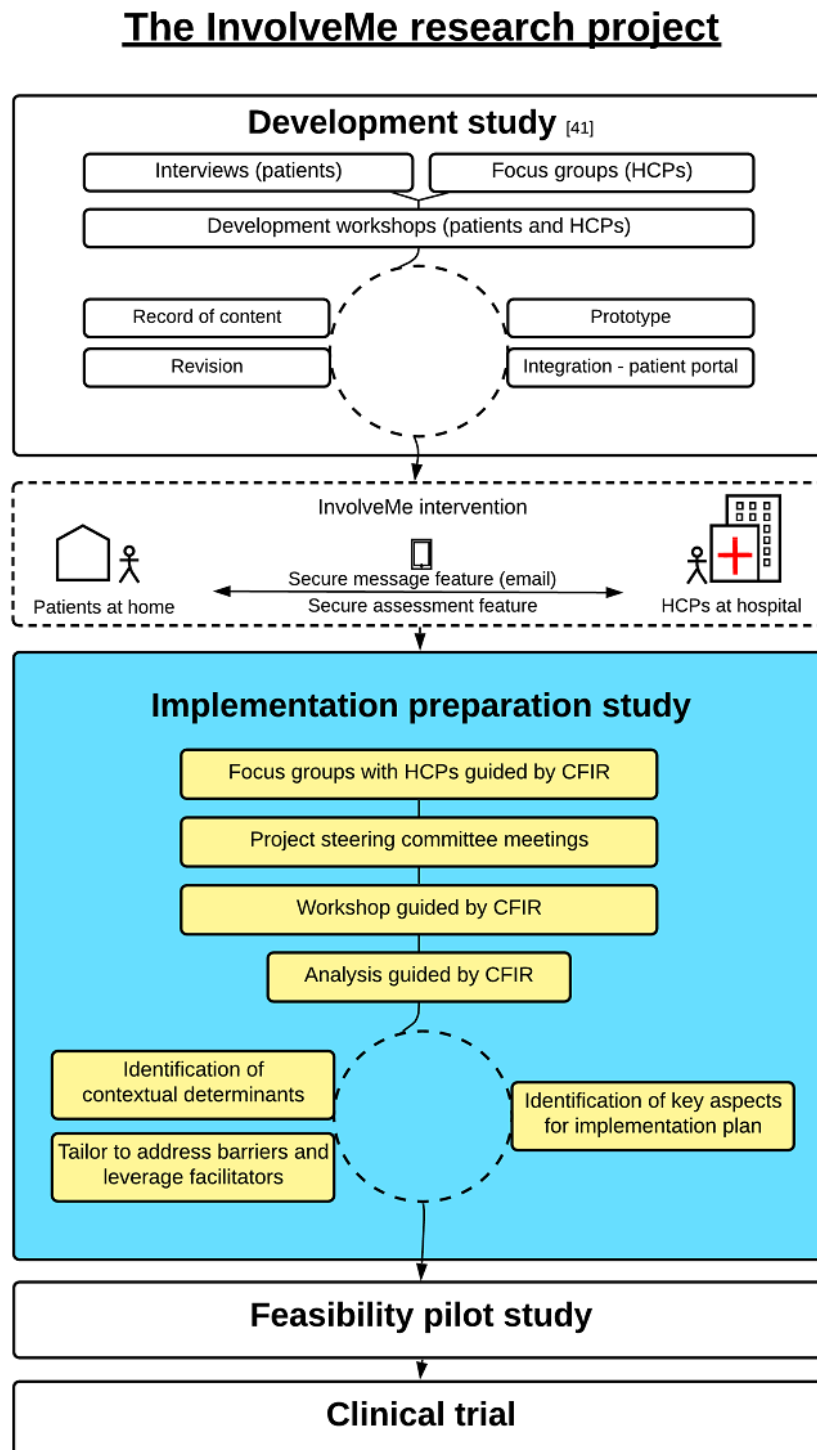 The InvolveMe research project
Development study [41]
Interviews (patients)
Focus groups (HCPs)
Development workshops (patients and HCPs)
Record of content
Prototype
Revision
Integration - patient portal
InvolveMe intervention
Secure message feature (email)
Patients at home
Secure assessment feature
HCPs at hospital
Implementation preparation study
Focus groups with HCPs guided by CFIR
Project steering committee meetings
Workshop guided by CFIR
Analysis guided by CFIR
Identification of
contextual determinants
Identification of key aspects
for implementation plan
Tailor to address barriers and
leverage facilitators
Feasibility pilot study
Clinical trial